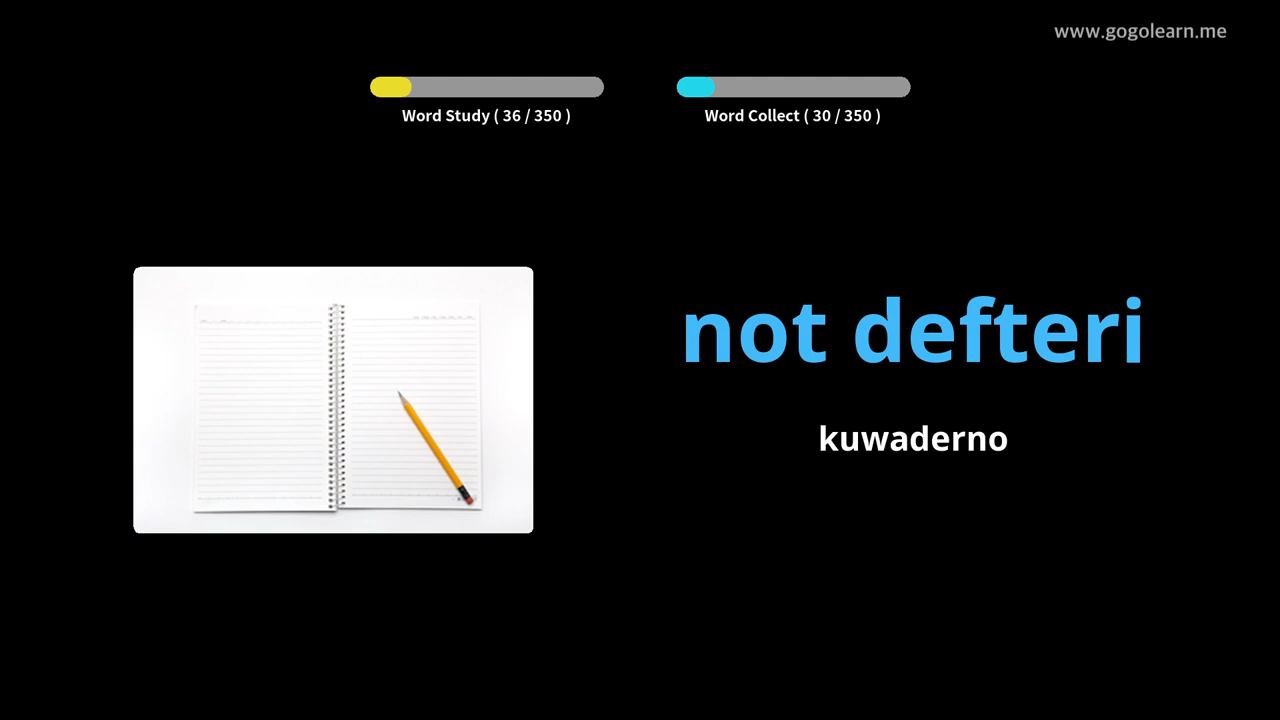 www.gogolearn.me
Word Study ( 36 / 350 )
Word Collect ( 30 / 350 )
not defteri
kuwaderno